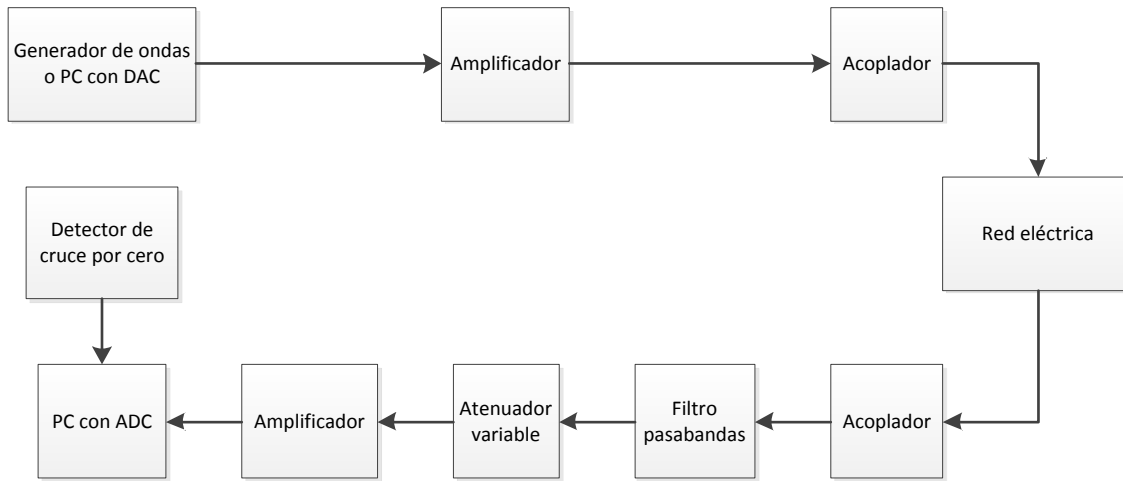 Generador de ondas
o PC con DAC
Amplificador
Acoplador
Red eléctrica
Detector de
cruce por cero
PC con ADC
Amplificador
Atenuador
variable
Filtro
pasabandas
Acoplador